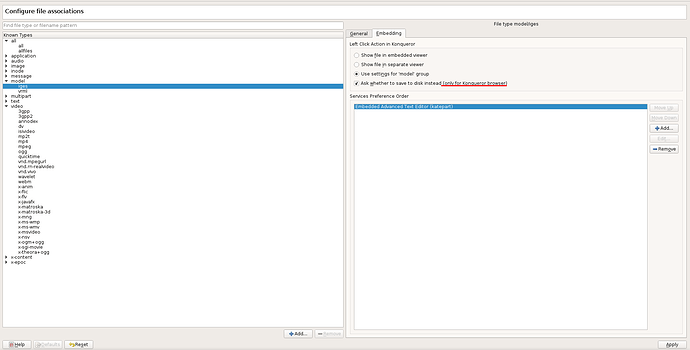 Configure file associations
Find file type or filename pattern
File type model/iges
Known Types
all
all
allfiles
application
audio
image
inode
message
model
iges
vrml
multipart
text
video
3gpp
3gpp2
annodex
dv
isivideo
mp2t
mp4
mpeg
ogg
quicktime
vnd.mpegurl
vnd.rn-realvideo
vnd.vivo
wavelet
webm
x-anim
x-flic
x-flv
x-javafx
x-matroska
x-matroska-3d
x-mng
x-ms-wmp
x-ms-wmv
x-msvideo
x-nsv
x-ogm+ogg
x-sgi-movie
x-theora+ogg
x-content
x-epoc
Add...
Remove
General
Embedding
Left Click Action in Konqueror
Show file in embedded viewer
Show file in separate viewer
Use settings for 'model' group
Ask whether to save to disk instead (only for Konqueror browser)
Services Preference Order
Embedded Advanced Text Editor (katepart)
Move Up
Move Down
Add...
Edit...
Remove
Help
Defaults
Reset
Apply